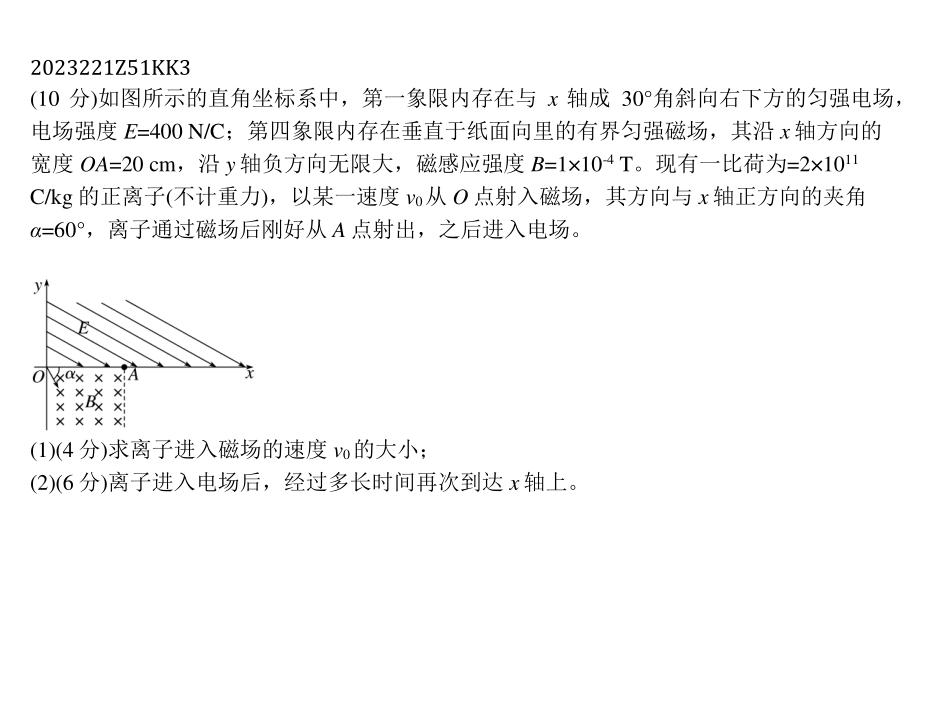 2023221Z51KK3
(10 分)如图所示的直角坐标系中，第一象限内存在与 x 轴成 30°角斜向右下方的匀强电场，
电场强度 E=400 N/C；第四象限内存在垂直于纸面向里的有界匀强磁场，其沿 x 轴方向的
宽度 OA=20 cm，沿 y 轴负方向无限大，磁感应强度 B=1×10⁻⁴ T。现有一比荷为=2×10¹¹
C/kg 的正离子(不计重力)，以某一速度 v₀从 O 点射入磁场，其方向与 x 轴正方向的夹角
α=60°，离子通过磁场后刚好从 A 点射出，之后进入电场。
y
E
O α A x
B
(1)(4 分)求离子进入磁场的速度 v₀的大小；
(2)(6 分)离子进入电场后，经过多长时间再次到达 x 轴上。